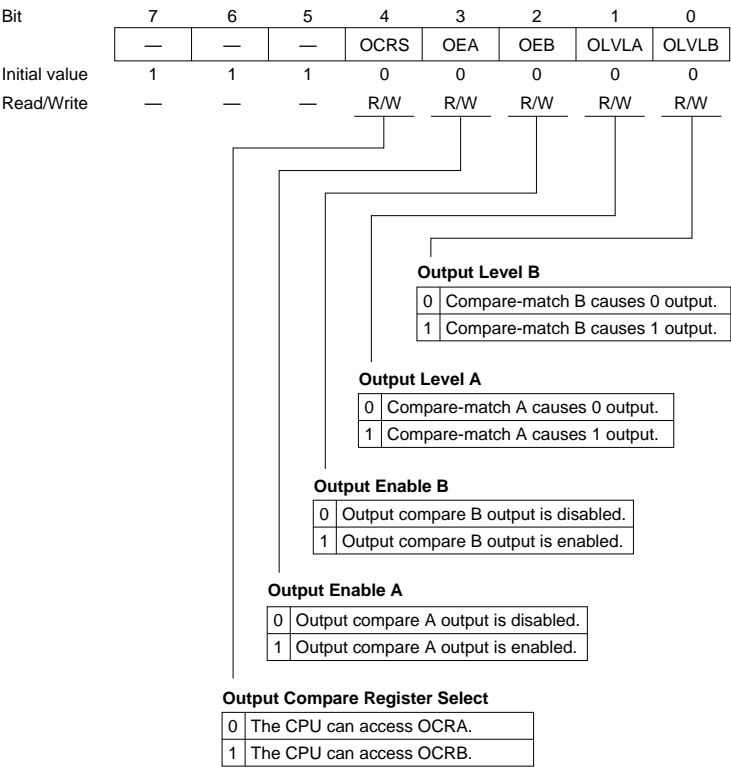 Bit 7 6 5 4 3 2 1 0
— — — OCRS OEA OEB OLVLA OLVLB
Initial value 1 1 1 0 0 0 0 0
Read/Write — — — R/W R/W R/W R/W R/W
Output Level B
0 Compare-match B causes 0 output.
1 Compare-match B causes 1 output.
Output Level A
0 Compare-match A causes 0 output.
1 Compare-match A causes 1 output.
Output Enable B
0 Output compare B output is disabled.
1 Output compare B output is enabled.
Output Enable A
0 Output compare A output is disabled.
1 Output compare A output is enabled.
Output Compare Register Select
0 The CPU can access OCRA.
1 The CPU can access OCRB.